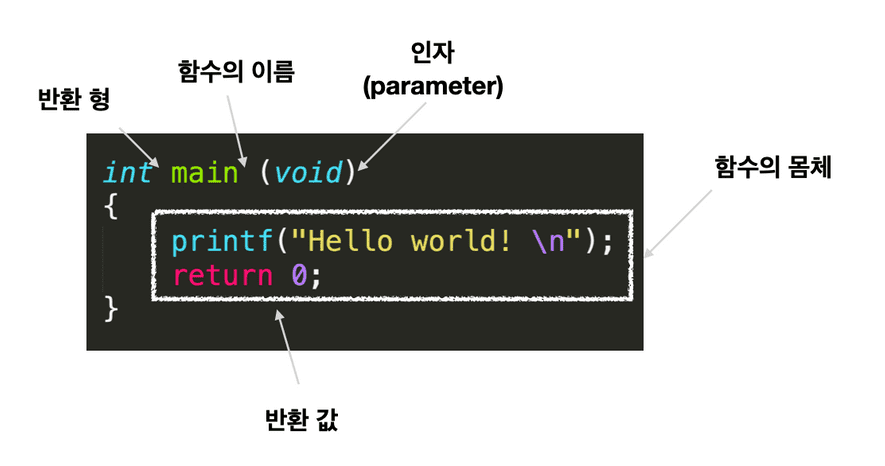 인자
(parameter)
함수의 이름
반환 형
함수의 몸체
int main (void)
{
printf("Hello world! \n");
return 0;
}
반환 값